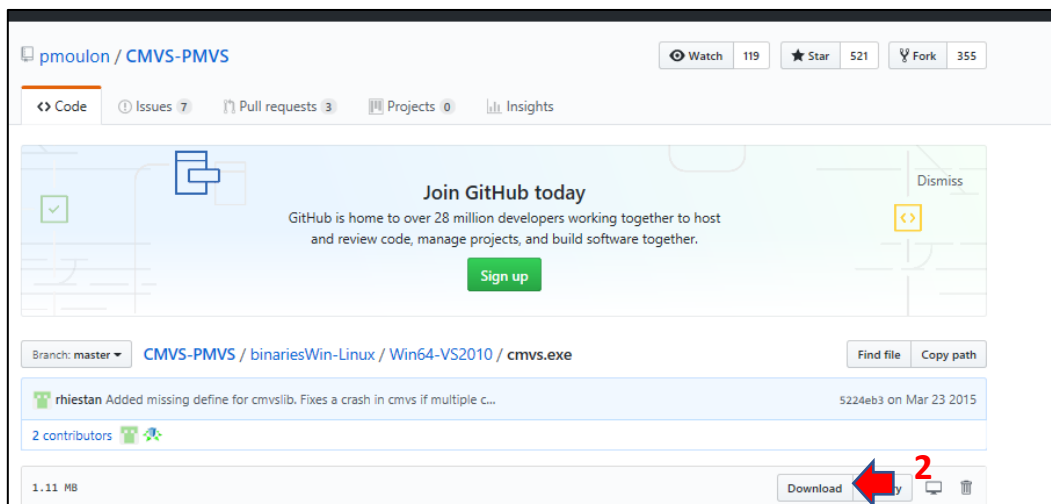 pmoulon / CMVS-PMVS Watch 119 Star 521 Fork 355
Code Issues 7 Pull requests 3 Projects 0 Insights
Join GitHub today Dismiss
GitHub is home to over 28 million developers working together to host
and review code, manage projects, and build software together.
Sign up
Branch: master CMVS-PMVS / binariesWin-Linux / Win64-VS2010 / cmvs.exe Find file Copy path
rhiestan Added missing define for cmvslib. Fixes a crash in cmvs if multiple c... 5224eb3 on Mar 23 2015
2 contributors
1.11 MB Download 2